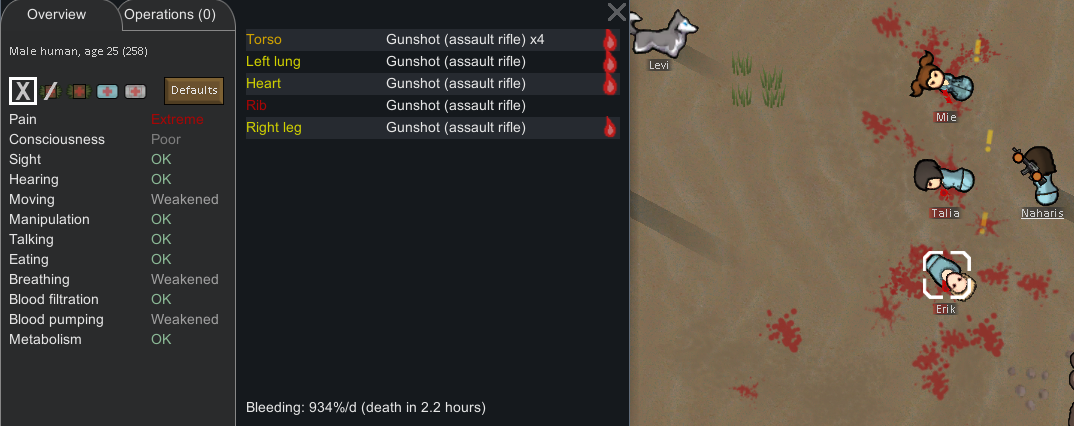 Overview
Operations (0)
Male human, age 25 (258)
X
Defaults
Pain Extreme
Consciousness Poor
Sight OK
Hearing OK
Moving Weakened
Manipulation OK
Talking OK
Eating OK
Breathing Weakened
Blood filtration OK
Blood pumping Weakened
Metabolism OK
Torso Gunshot (assault rifle) x4
Left lung Gunshot (assault rifle)
Heart Gunshot (assault rifle)
Rib Gunshot (assault rifle)
Right leg Gunshot (assault rifle)
Bleeding: 934%/d (death in 2.2 hours)
Levi
Mie
Talia
Naharis
Erik